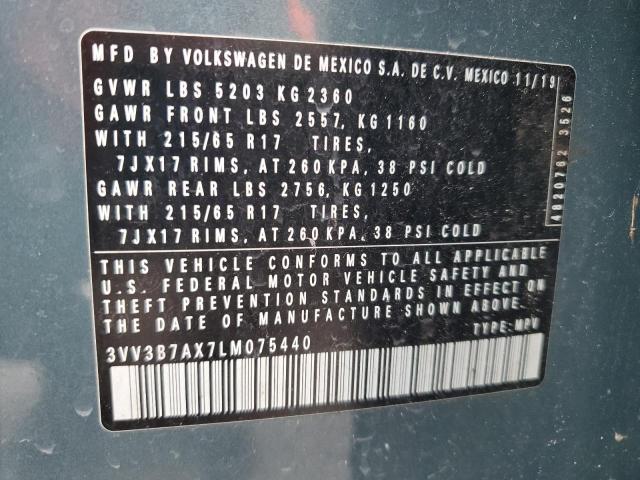 MFD BY VOLKSWAGEN DE MEXICO S.A. DE C.V. MEXICO 11/19
GVWR LBS 5203 KG 2360
GAWR FRONT LBS 2557, KG 1160
WITH 215/65 R17 TIRES,
7JX17 RIMS, AT 260 KPA, 38 PSI COLD
GAWR REAR LBS 2756, KG 1250
WITH 215/65 R17 TIRES,
7JX17 RIMS, AT 260 KPA, 38 PSI COLD
4820762 3526
THIS VEHICLE CONFORMS TO ALL APPLICABLE
U.S. FEDERAL MOTOR VEHICLE SAFETY AND
THEFT PREVENTION STANDARDS IN EFFECT ON
THE DATE OF MANUFACTURE SHOWN ABOVE.
3VV3B7AX7LM075440 TYPE: MPV